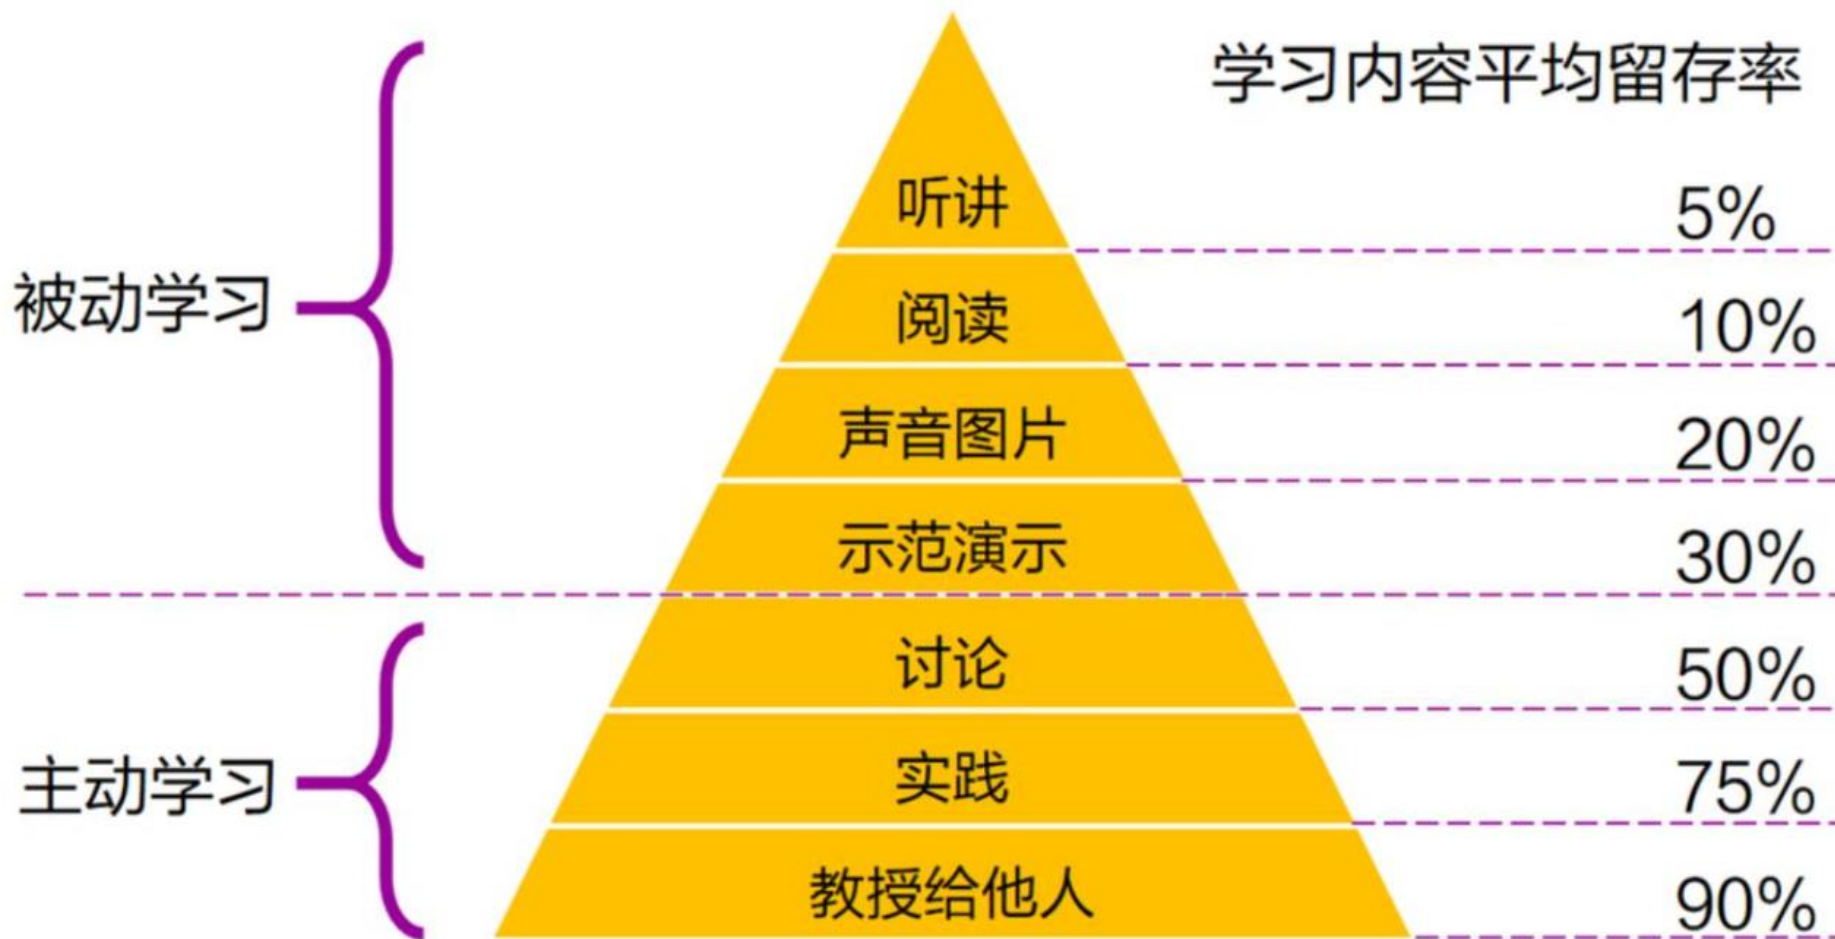 学习内容平均留存率
听讲
5%
被动学习
阅读
10%
声音图片
20%
示范演示
30%
讨论
50%
主动学习
实践
75%
教授给他人
90%